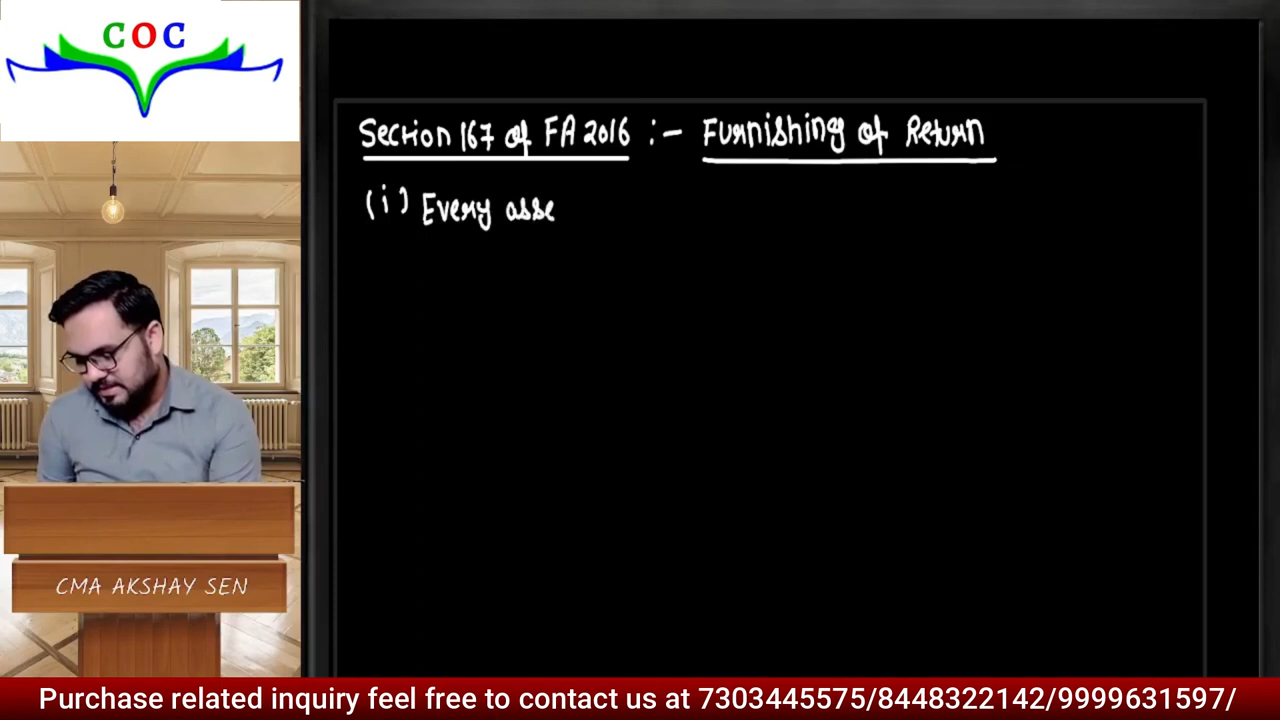 COC
Section 167 of FA 2016 :- Furnishing of Return
(i) Every asse
CMA AKSHAY SEN
Purchase related inquiry feel free to contact us at 7303445575/8448322142/9999631597/